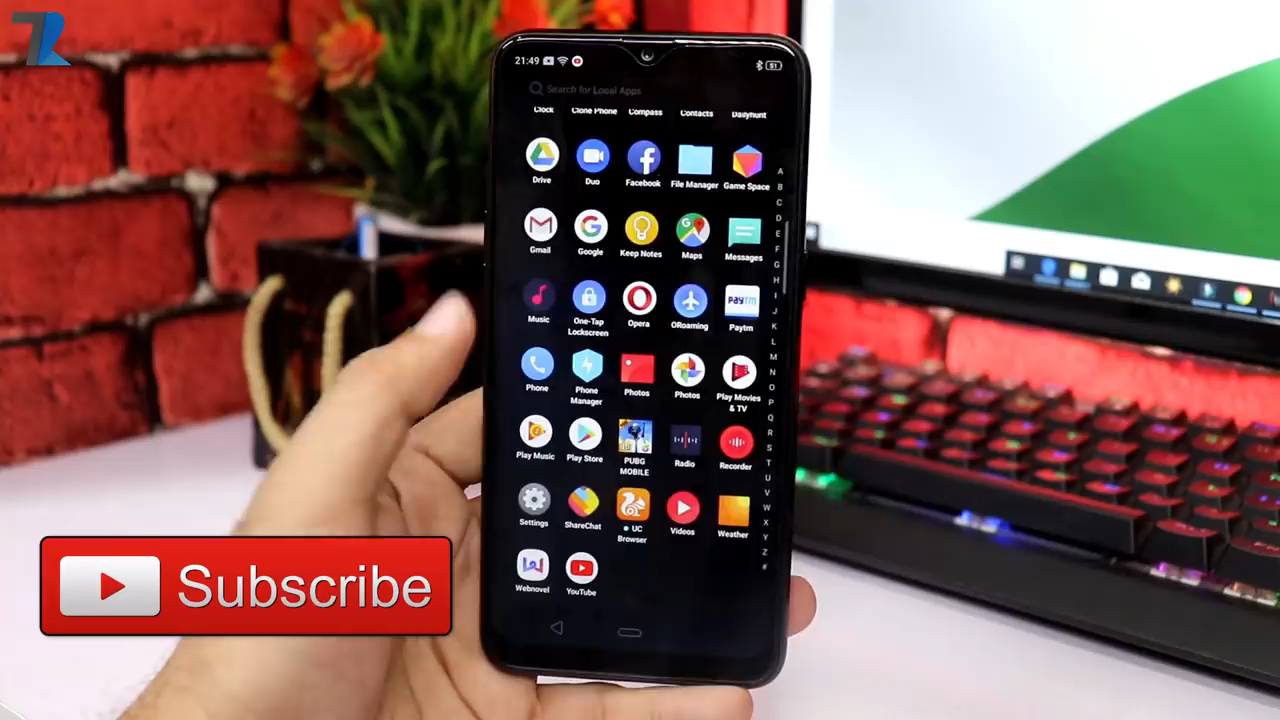 21:49
51
Search for Local Apps
Clock Clone Phone Compass Contacts Dailyhunt
Drive Duo Facebook File Manager Game Space
Gmail Google Keep Notes Maps Messages
Music One-Tap Lockscreen Opera ORoaming Paytm
Phone Phone Manager Photos Photos Play Movies & TV
Play Music Play Store PUBG MOBILE Radio Recorder
Settings ShareChat UC Browser Videos Weather
Webnovel YouTube
A
B
C
D
E
F
G
H
I
J
K
L
M
N
O
P
Q
R
S
T
U
V
W
X
Y
Z
#
Subscribe